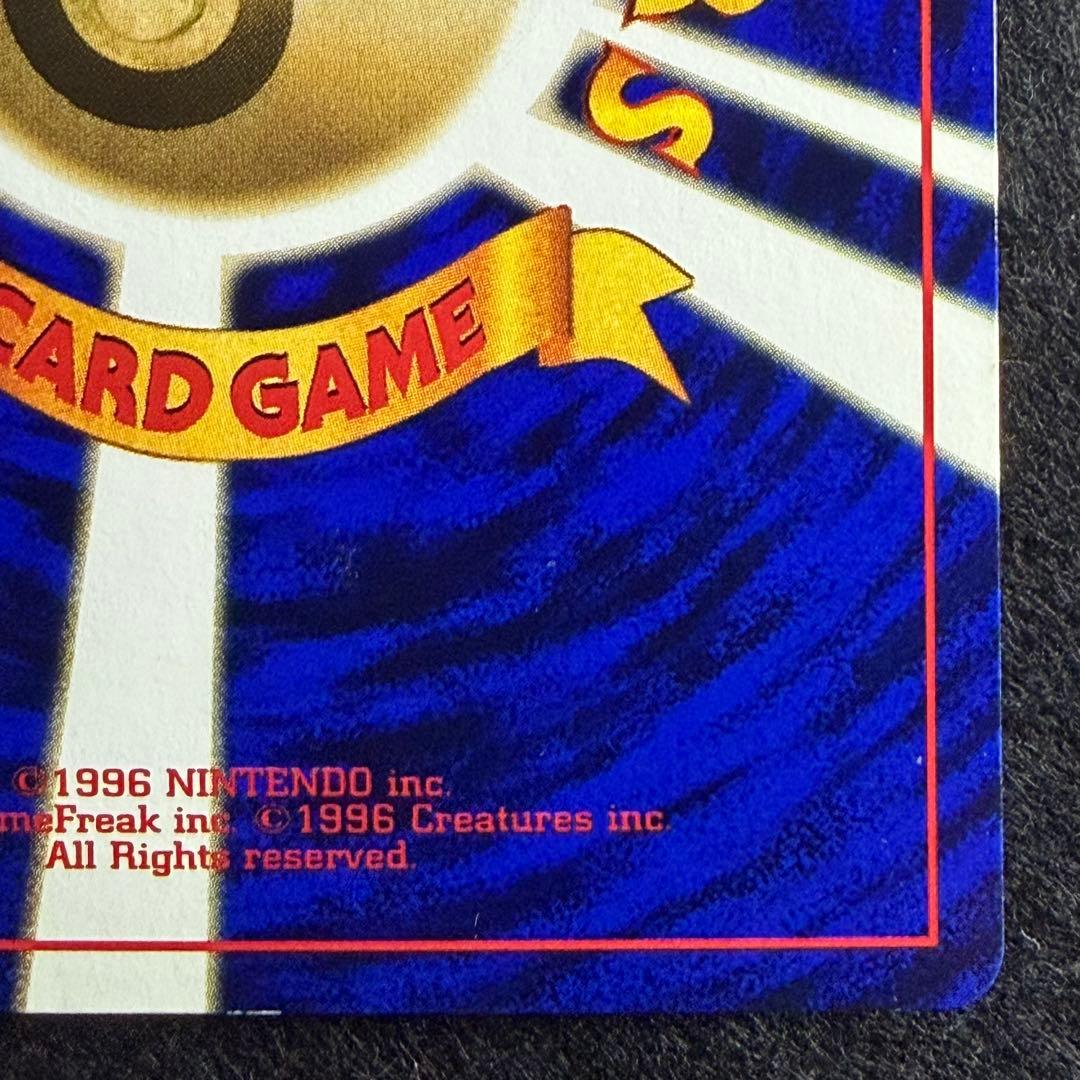 S
CARD GAME
©1996 NINTENDO inc.
meFreak inc. ©1996 Creatures inc.
All Rights reserved.